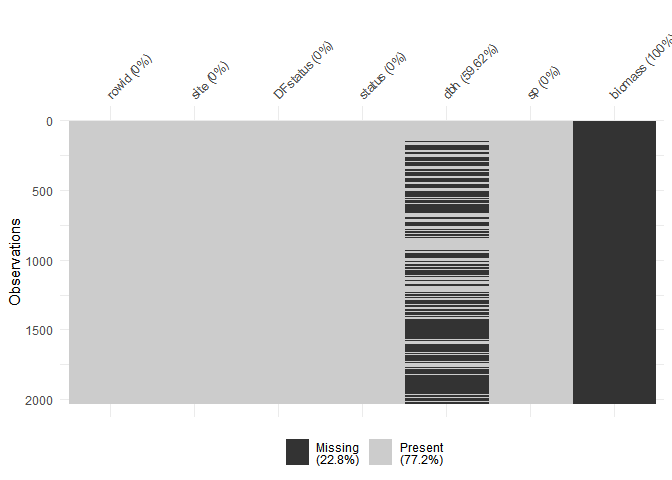 rowid (0%)
site (0%)
DFstatus (0%)
status (0%)
dbh (59.62%)
sp (0%)
biomass (100%)
0
500
1000
1500
2000
Observations
Missing
(22.8%)
Present
(77.2%)